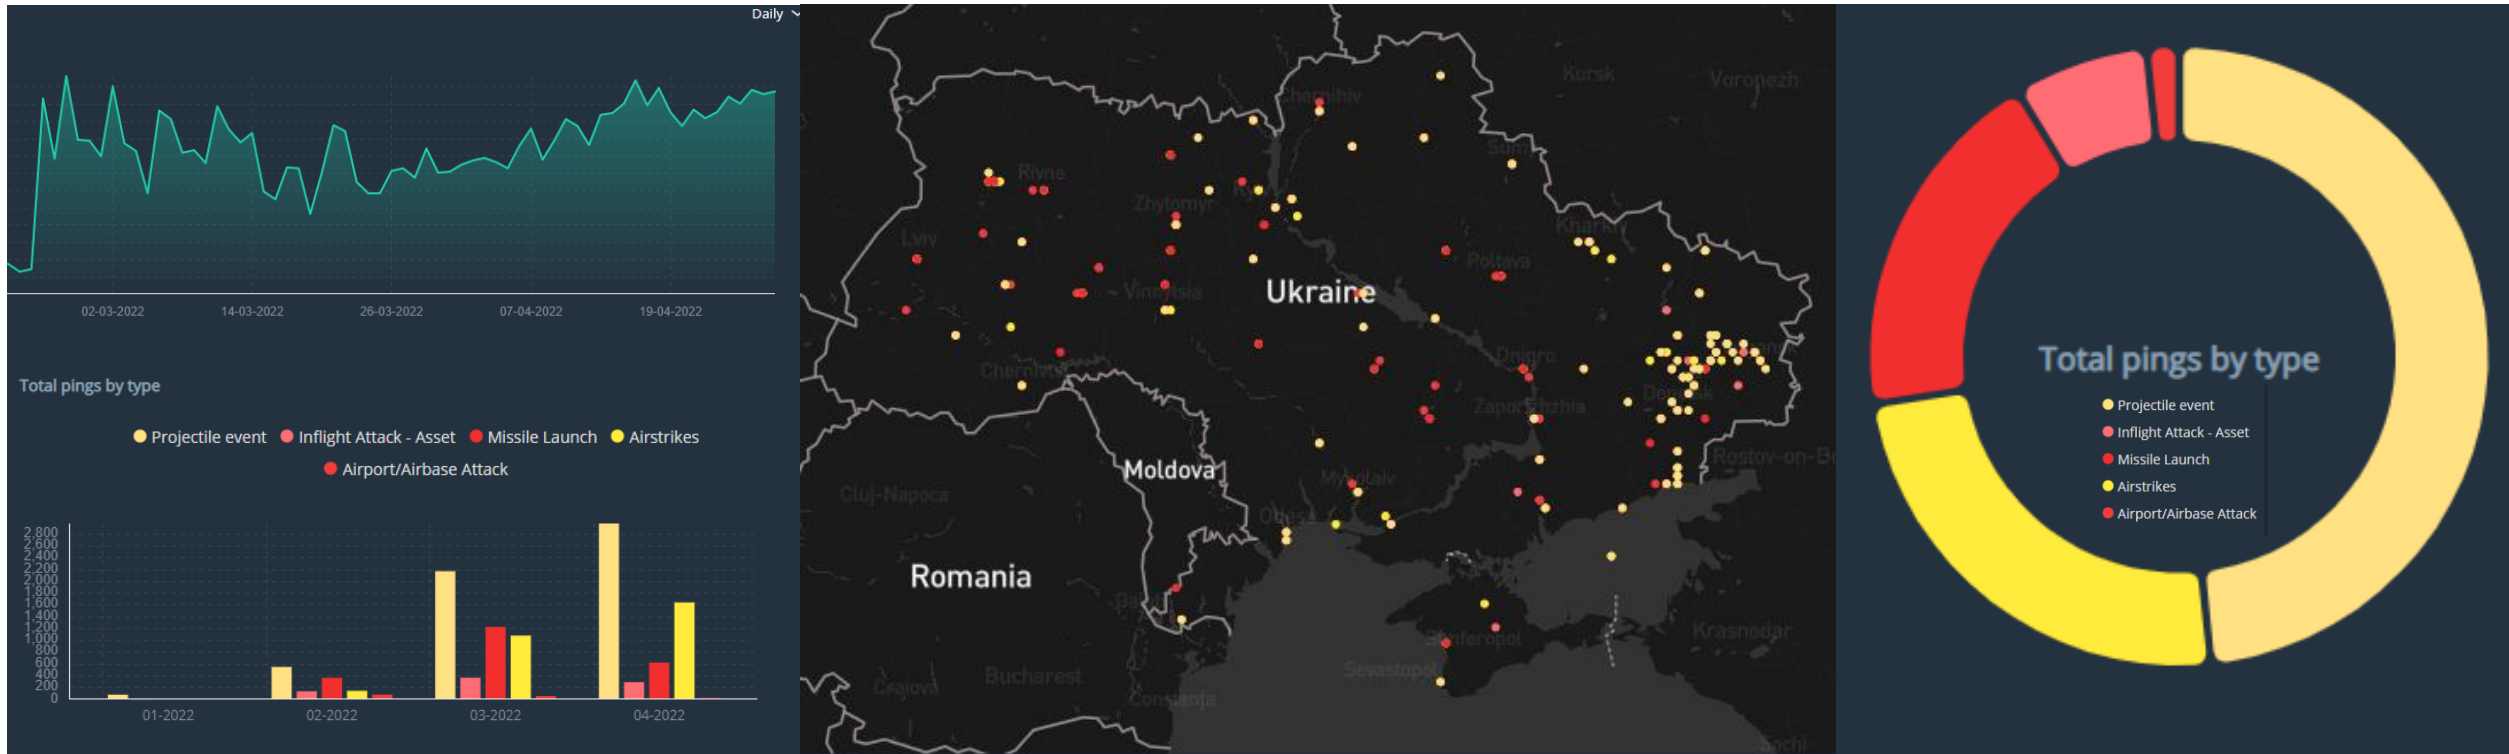 Daily
02-03-2022 14-03-2022 26-03-2022 07-04-2022 19-04-2022
Total pings by type
Projectile event Inflight Attack - Asset Missile Launch Airstrikes
Airport/Airbase Attack
2,800
2,600
2,400
2,200
2,000
1,800
1,600
1,400
1,200
1,000
800
600
400
200
0
01-2022 02-2022 03-2022 04-2022
Kursk
Voronezh
Chernihiv
Rivne
Sumy
Zhytomyr
Lviv
Kharkiv
Poltava
Vinnytsia
Ukraine
Dnipro
Chernivtsi
Donetsk
Zaporizhzhia
Moldova
Rostov-on-Do
Mykolaiv
Cluj-Napoca
Odesa
Romania
Krasnodar
Simferopol
Sevastopol
Bucharest
Craiova
Constanța
Sochi
Total pings by type
Projectile event
Inflight Attack - Asset
Missile Launch
Airstrikes
Airport/Airbase Attack